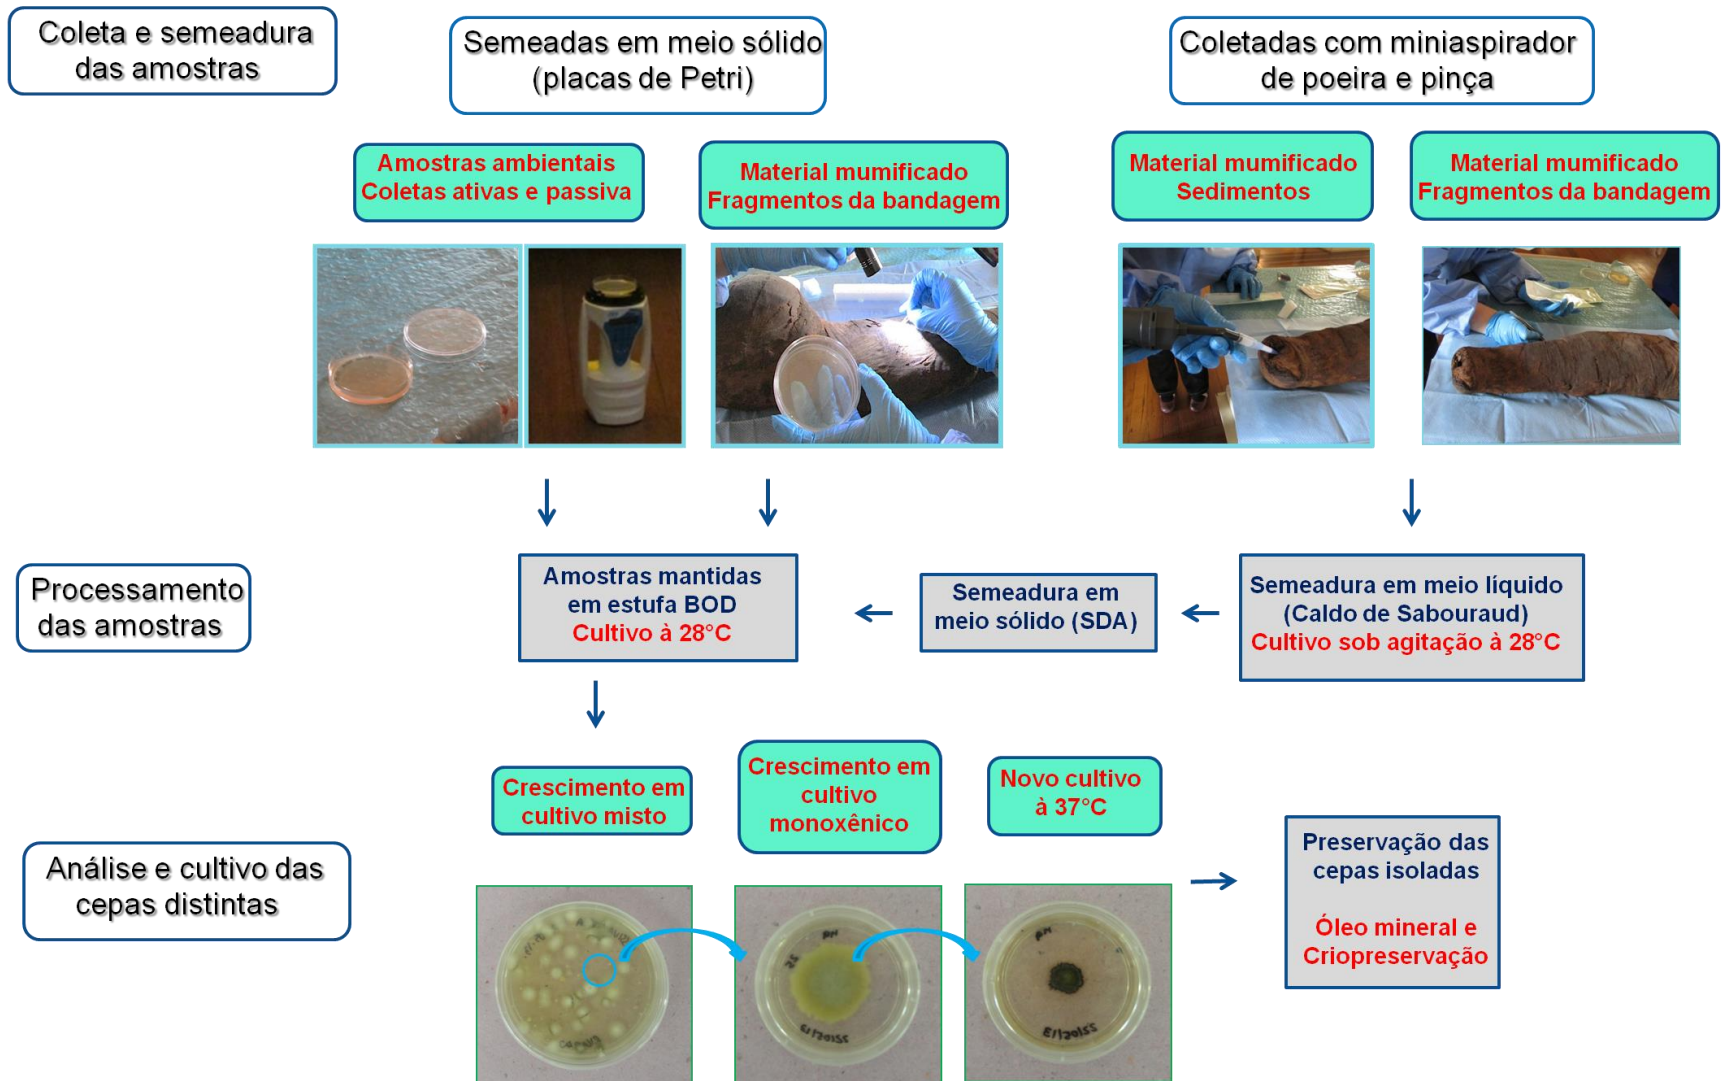 Coleta e semeadura
das amostras
Semeadas em meio sólido
(placas de Petri)
Coletadas com miniaspirador
de poeira e pinça
Amostras ambientais
Coletas ativas e passiva
Material mumificado
Fragmentos da bandagem
Material mumificado
Sedimentos
Material mumificado
Fragmentos da bandagem
Processamento
das amostras
Amostras mantidas
em estufa BOD
Cultivo à 28°C
Semeadura em
meio sólido (SDA)
Semeadura em meio líquido
(Caldo de Sabouraud)
Cultivo sob agitação à 28°C
Crescimento em
cultivo misto
Crescimento em
cultivo
monoxênico
Novo cultivo
à 37°C
Análise e cultivo das
cepas distintas
Preservação das
cepas isoladas
Óleo mineral e
Criopreservação